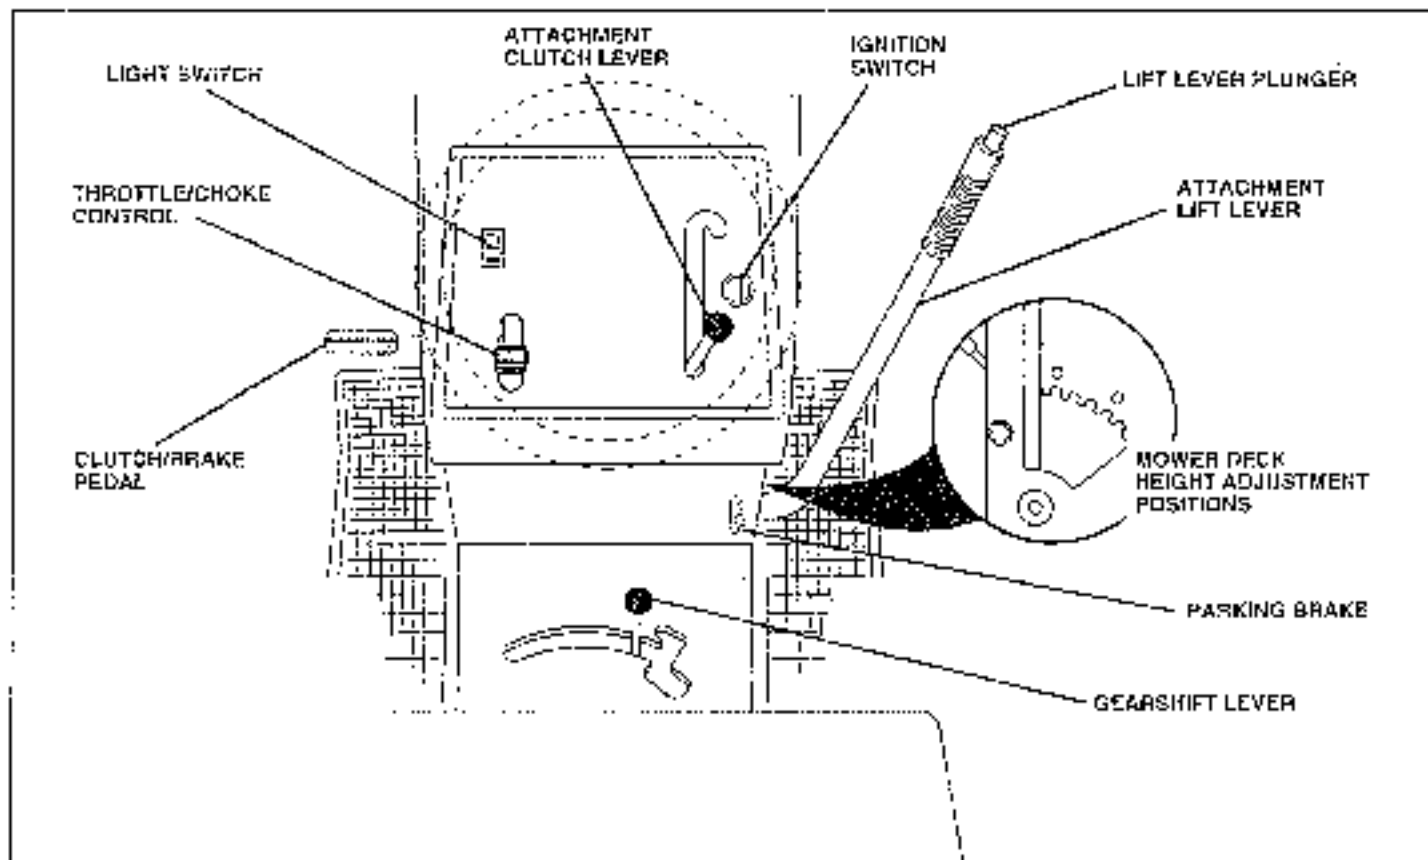 ATTACHMENT
CLUTCH LEVER
IGNITION
SWITCH
LIGHT SWITCH
LIFT LEVER PLUNGER
THROTTLE/CHOKE
CONTROL
ATTACHMENT
LIFT LEVER
CLUTCH/BRAKE
PEDAL
MOWER DECK
HEIGHT ADJUSTMENT
POSITIONS
PARKING BRAKE
GEARSHIFT LEVER